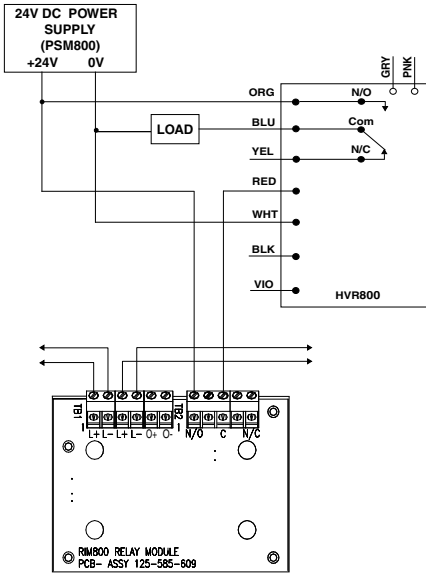 24V DC POWER
SUPPLY
(PSM800)
+24V 0V
GRY
PNK
ORG N/O
BLU Com
LOAD
YEL N/C
RED
WHT
BLK
VIO
HVR800
TB1
TB2
L+ L- L+ L- O+ O- N/O C N/C
RIM800 RELAY MODULE
PCB- ASSY 125-585-609